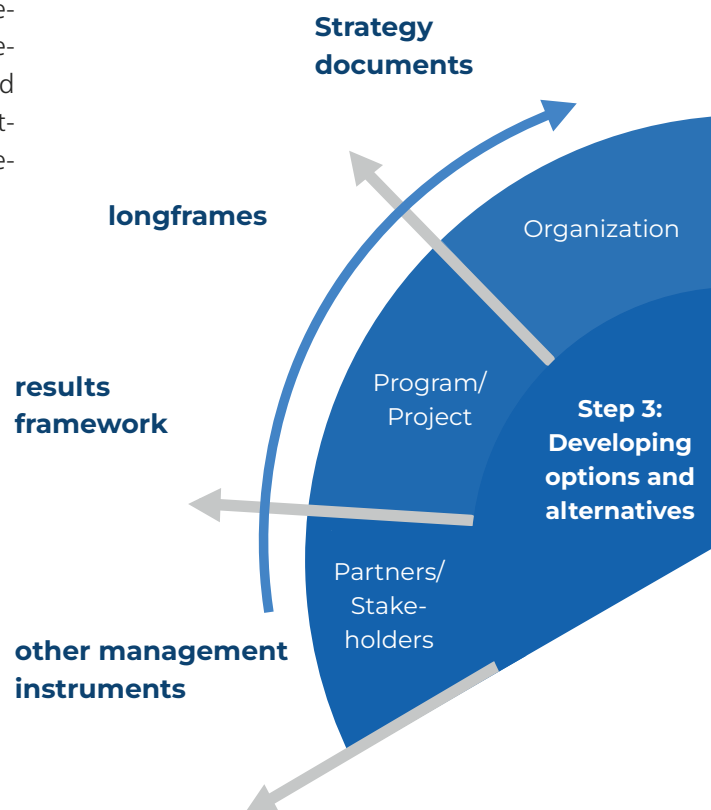 e-
e-
d
t-
e-
Strategy
documents
longframes
Organization
Program/
Project
results
framework
Step 3:
Developing
options and
alternatives
Partners/
Stake-
holders
other management
instruments